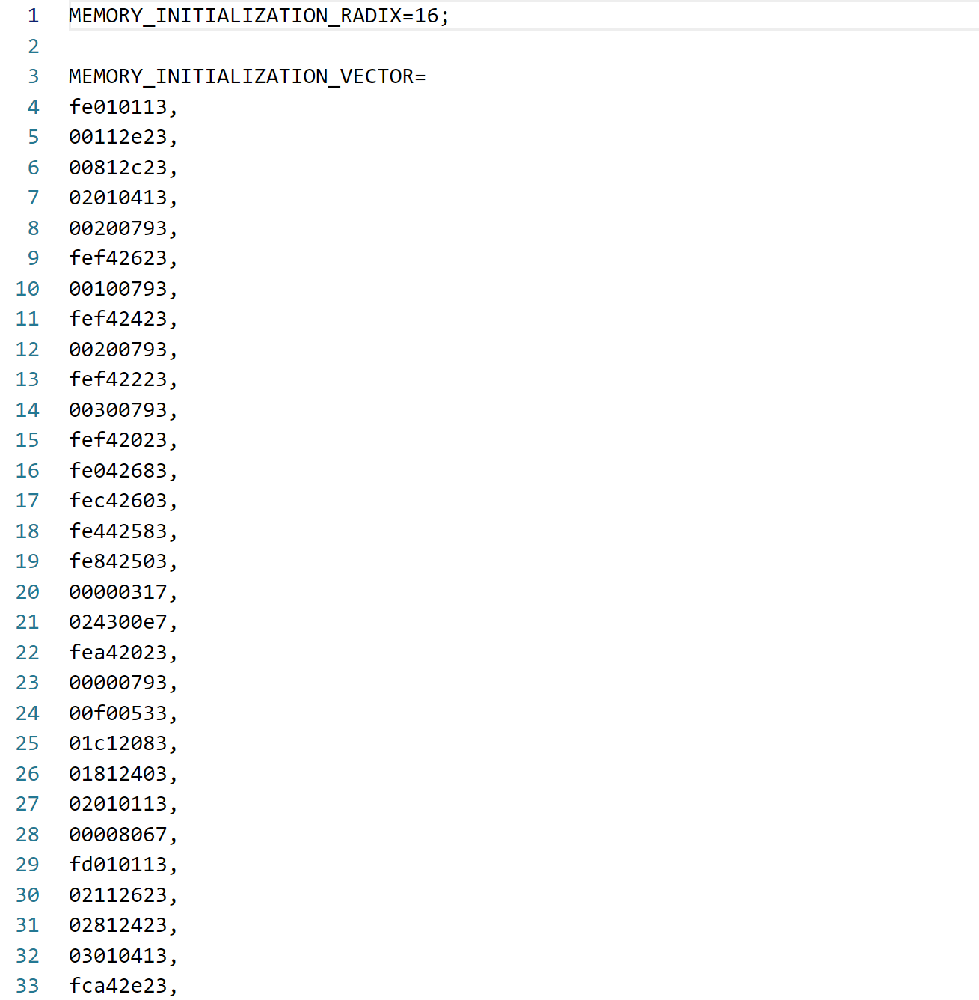 1 MEMORY_INITIALIZATION_RADIX=16;
2
3 MEMORY_INITIALIZATION_VECTOR=
4 fe010113,
5 00112e23,
6 00812c23,
7 02010413,
8 00200793,
9 fef42623,
10 00100793,
11 fef42423,
12 00200793,
13 fef42223,
14 00300793,
15 fef42023,
16 fe042683,
17 fec42603,
18 fe442583,
19 fe842503,
20 00000317,
21 024300e7,
22 fea42023,
23 00000793,
24 00f00533,
25 01c12083,
26 01812403,
27 02010113,
28 00008067,
29 fd010113,
30 02112623,
31 02812423,
32 03010413,
33 fca42e23,